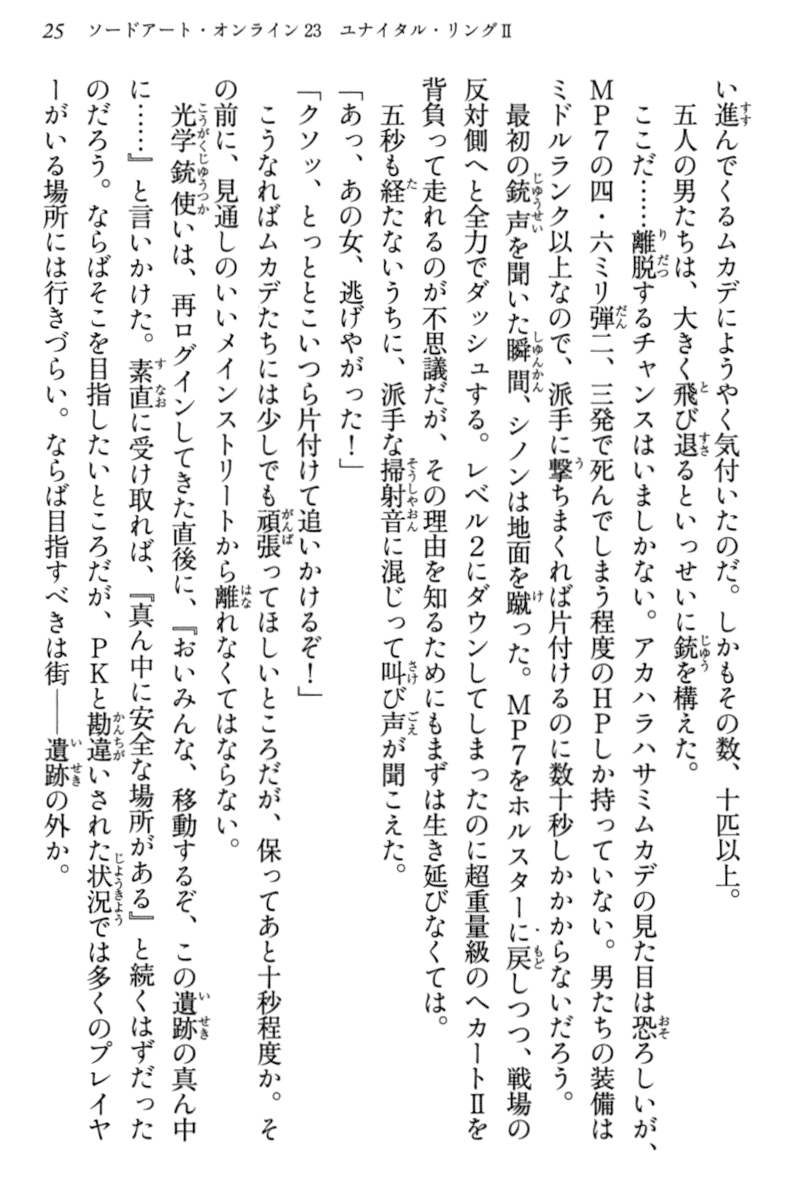 25 ソードアート・オンライン23 ユナイタル・リングⅡ
い進んでくるムカデにようやく気付いたのだ。しかもその数、十匹以上。
五人の男たちは、大きく飛び退るといっせいに銃を構えた。
ここだ……離脱するチャンスはいましかない。アカハラハサミムカデの見た目は恐ろしいが、
MP7の四・六ミリ弾二、三発で死んでしまう程度のHPしか持っていない。男たちの装備は
ミドルランク以上なので、派手に撃ちまくれば片付けるのに数十秒しかかからないだろう。
最初の銃声を聞いた瞬間、シノンは地面を蹴った。MP7をホルスターに戻しつつ、戦場の
反対側へと全力でダッシュする。レベル2にダウンしてしまったのに超重量級のヘカートⅡを
背負って走れるのが不思議だが、その理由を知るためにもまずは生き延びなくては。
五秒も経たないうちに、派手な掃射音に混じって叫び声が聞こえた。
「あっ、あの女、逃げやがった！」
「クソッ、とっととこいつら片付けて追いかけるぞ！」
こうなればムカデたちには少しでも頑張ってほしいところだが、保ってあと十秒程度か。そ
の前に、見通しのいいメインストリートから離れなくてはならない。
光学銃使いは、再ログインしてきた直後に、『おいみんな、移動するぞ、この遺跡の真ん中
に……』と言いかけた。素直に受け取れば、『真ん中に安全な場所がある』と続くはずだった
のだろう。ならばそこを目指したいところだが、PKと勘違いされた状況では多くのプレイヤ
ーがいる場所には行きづらい。ならば目指すべきは街――遺跡の外か。